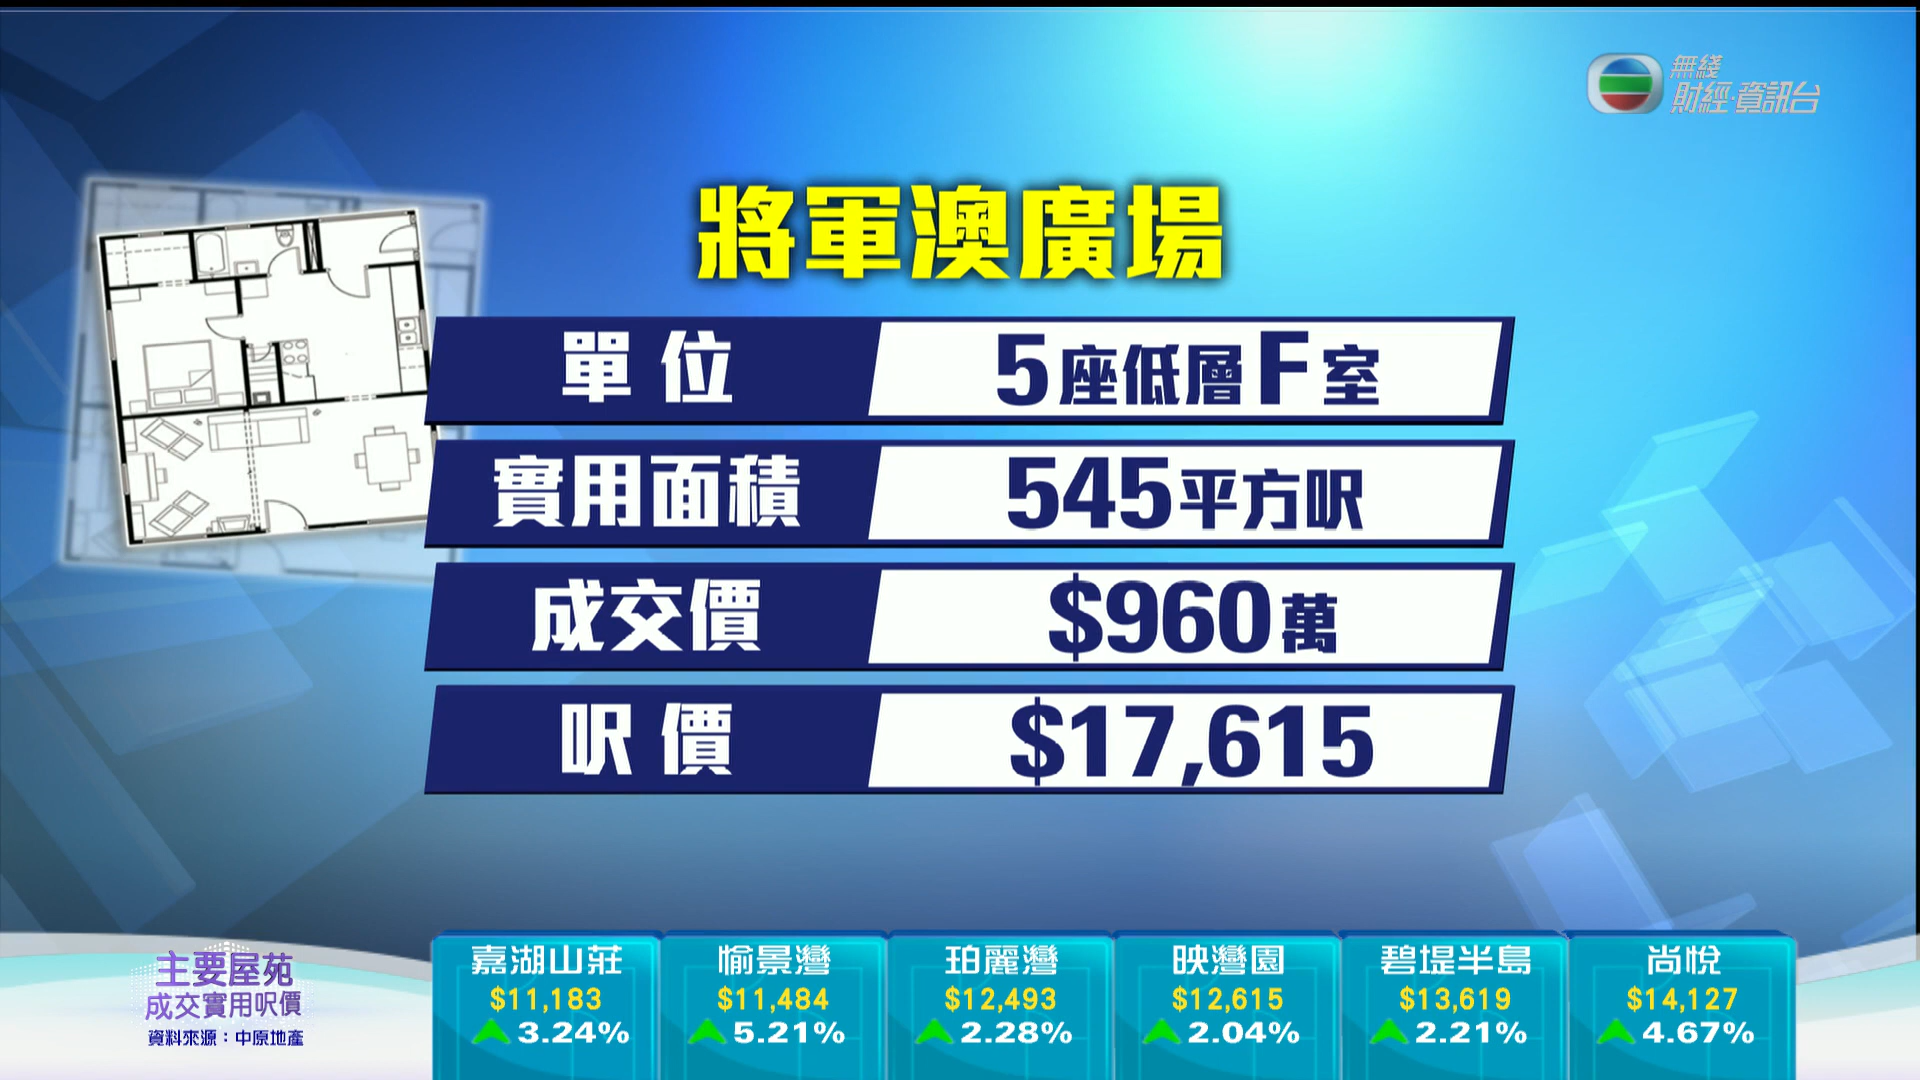 無綫
財經·資訊台
將軍澳廣場
單位 5座低層F室
實用面積 545平方呎
成交價 $960萬
呎價 $17,615
主要屋苑
成交實用呎價
資料來源：中原地產
嘉湖山莊 愉景灣 珀麗灣 映灣園 碧堤半島 尚悅
$11,183 $11,484 $12,493 $12,615 $13,619 $14,127
3.24% 5.21% 2.28% 2.04% 2.21% 4.67%